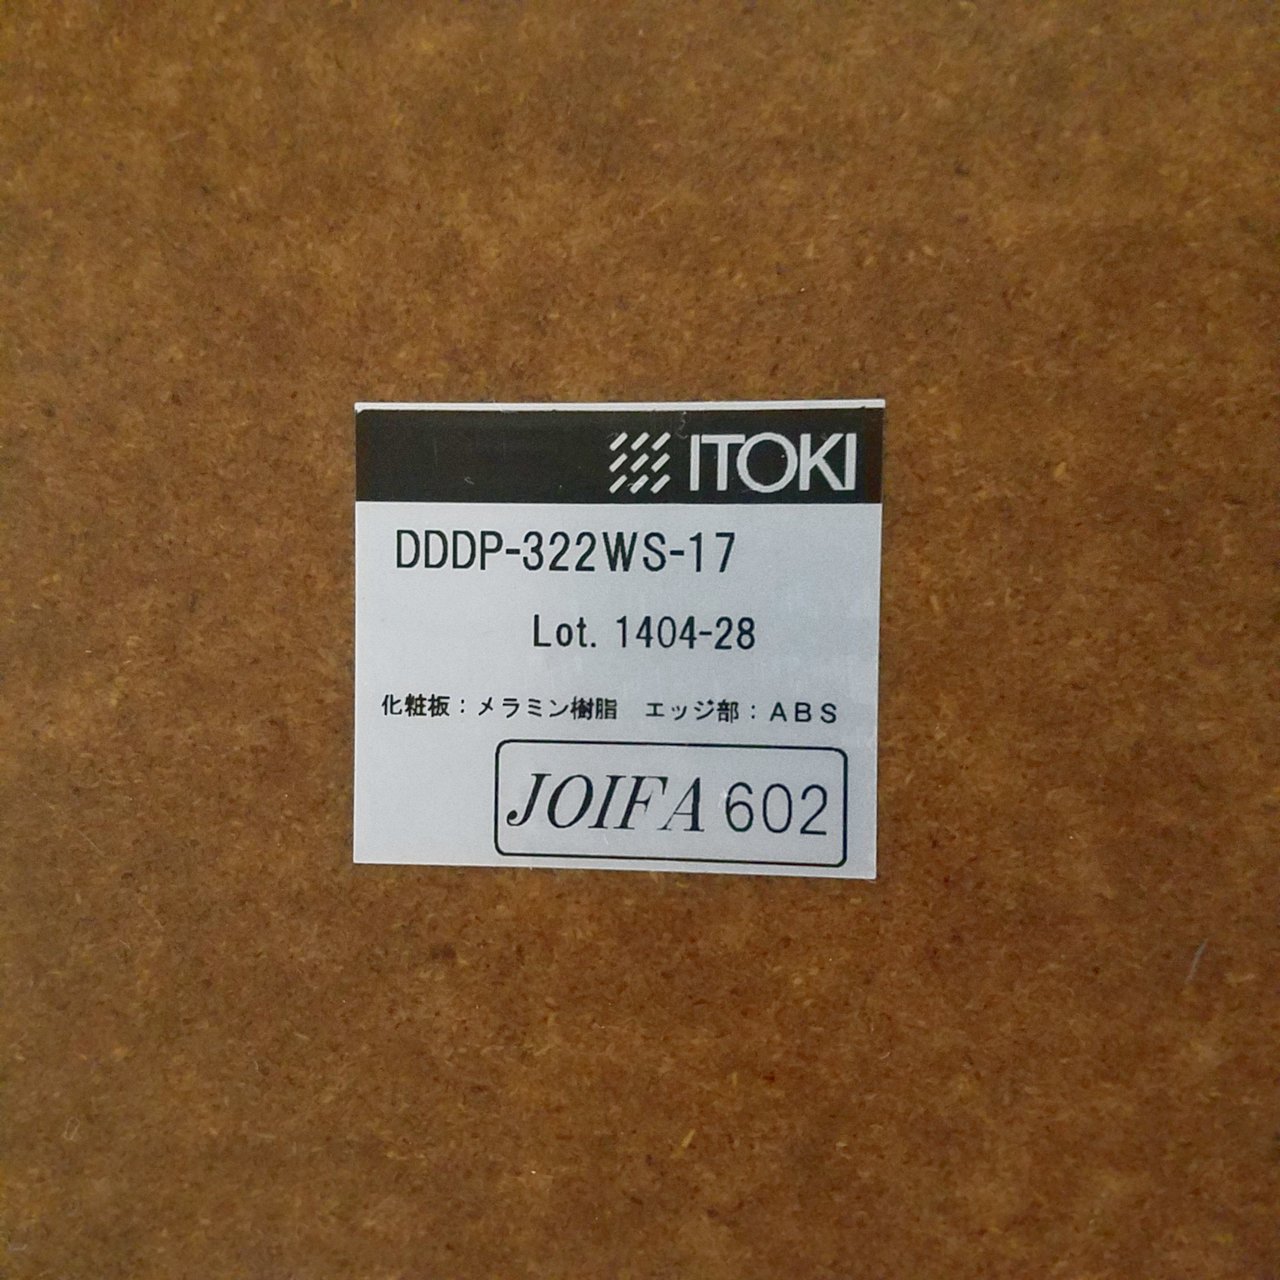 ITOKI
DDDP-322WS-17
Lot. 1404-28
化粧板：メラミン樹脂　エッジ部：ＡＢＳ
JOIFA 602